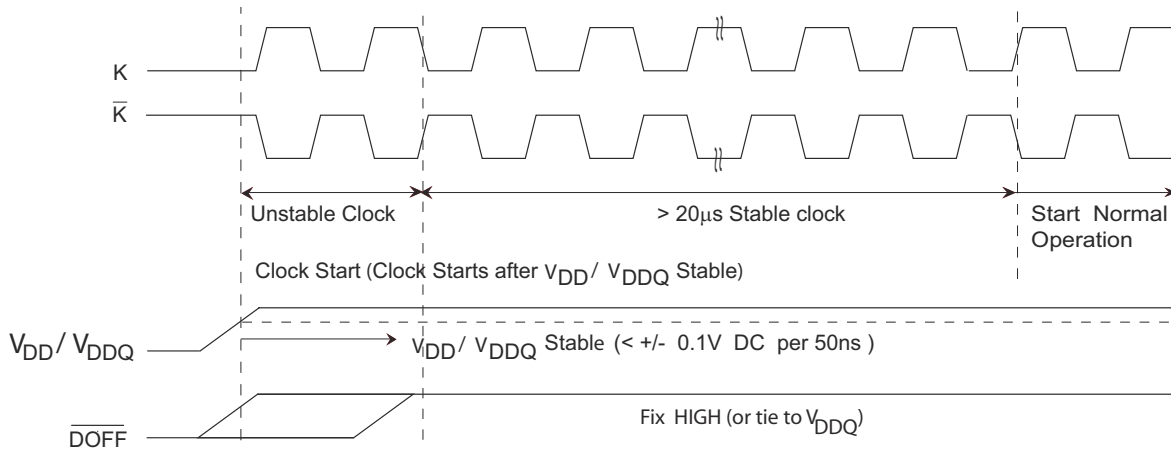 K
K̅
Unstable Clock
> 20μs Stable clock
Start Normal
Operation
Clock Start (Clock Starts after VDD / VDDQ Stable)
VDD / VDDQ
VDD / VDDQ Stable (< +/- 0.1V DC per 50ns )
D̅O̅F̅F̅
Fix HIGH (or tie to VDDQ)